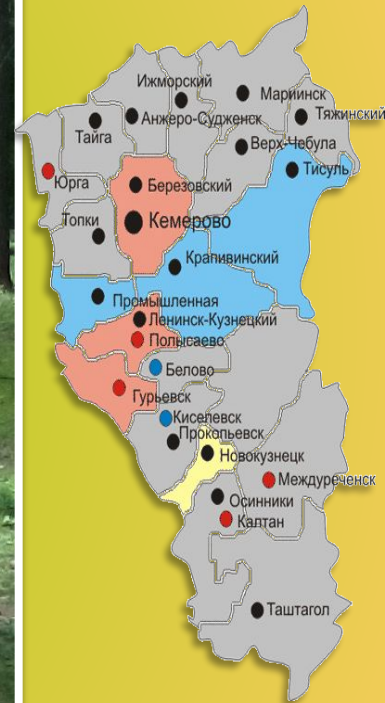 Ижморский
Мариинск
Анжеро-Судженск
Тяжинский
Тайга
Верх-Чебула
Тисуль
Юрга
Березовский
Кемерово
Топки
Крапивинский
Промышленная
Ленинск-Кузнецкий
Полысаево
Белово
Гурьевск
Киселевск
Прокопьевск
Новокузнецк
Междуреченск
Осинники
Калтан
Таштагол